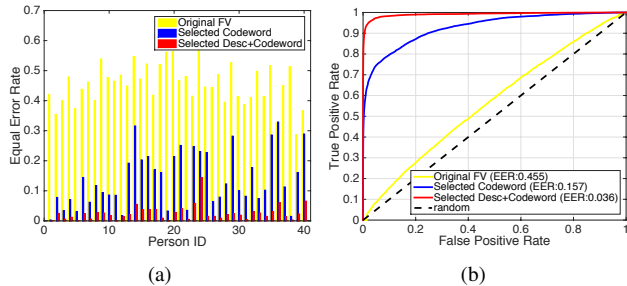 0.7
0.6
0.5
0.4
0.3
0.2
0.1
0
Equal Error Rate
Original FV
Selected Codeword
Selected Desc+Codeword
0 10 20 30 40
Person ID
(a)
1
0.9
0.8
0.7
0.6
0.5
0.4
0.3
0.2
0.1
0
True Positive Rate
Original FV (EER:0.455)
Selected Codeword (EER:0.157)
Selected Desc+Codeword (EER:0.036)
random
0 0.2 0.4 0.6 0.8 1
False Positive Rate
(b)